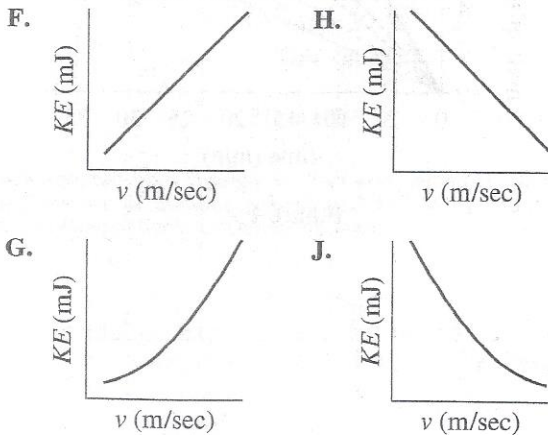 F.
KE (mJ)
v (m/sec)
H.
KE (mJ)
v (m/sec)
G.
KE (mJ)
v (m/sec)
J.
KE (mJ)
v (m/sec)